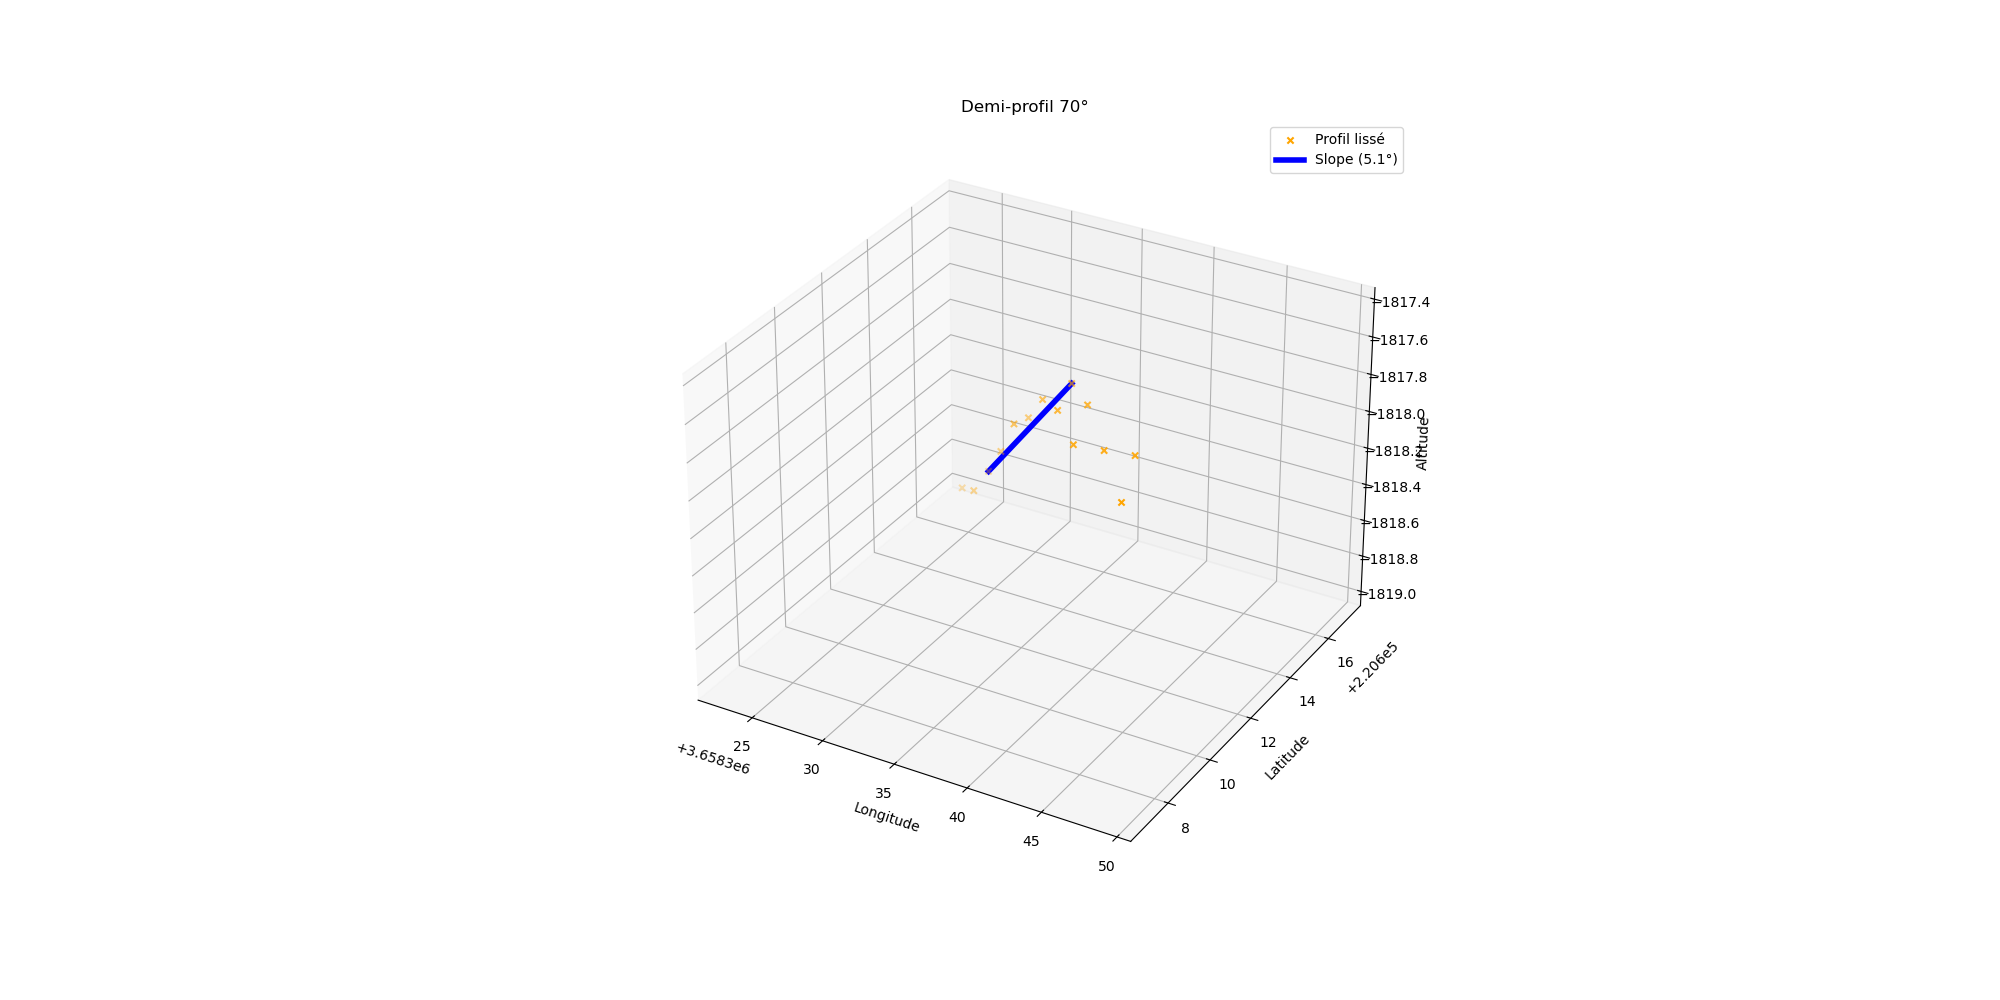 Demi-profil 70°
Profil lissé
Slope (5.1°)
−1817.4
−1817.6
−1817.8
−1818.0
−1818.2
−1818.4
−1818.6
−1818.8
−1819.0
Altitude
16
14
12
10
8
+2.206e5
Latitude
25
30
35
40
45
50
+3.6583e6
Longitude